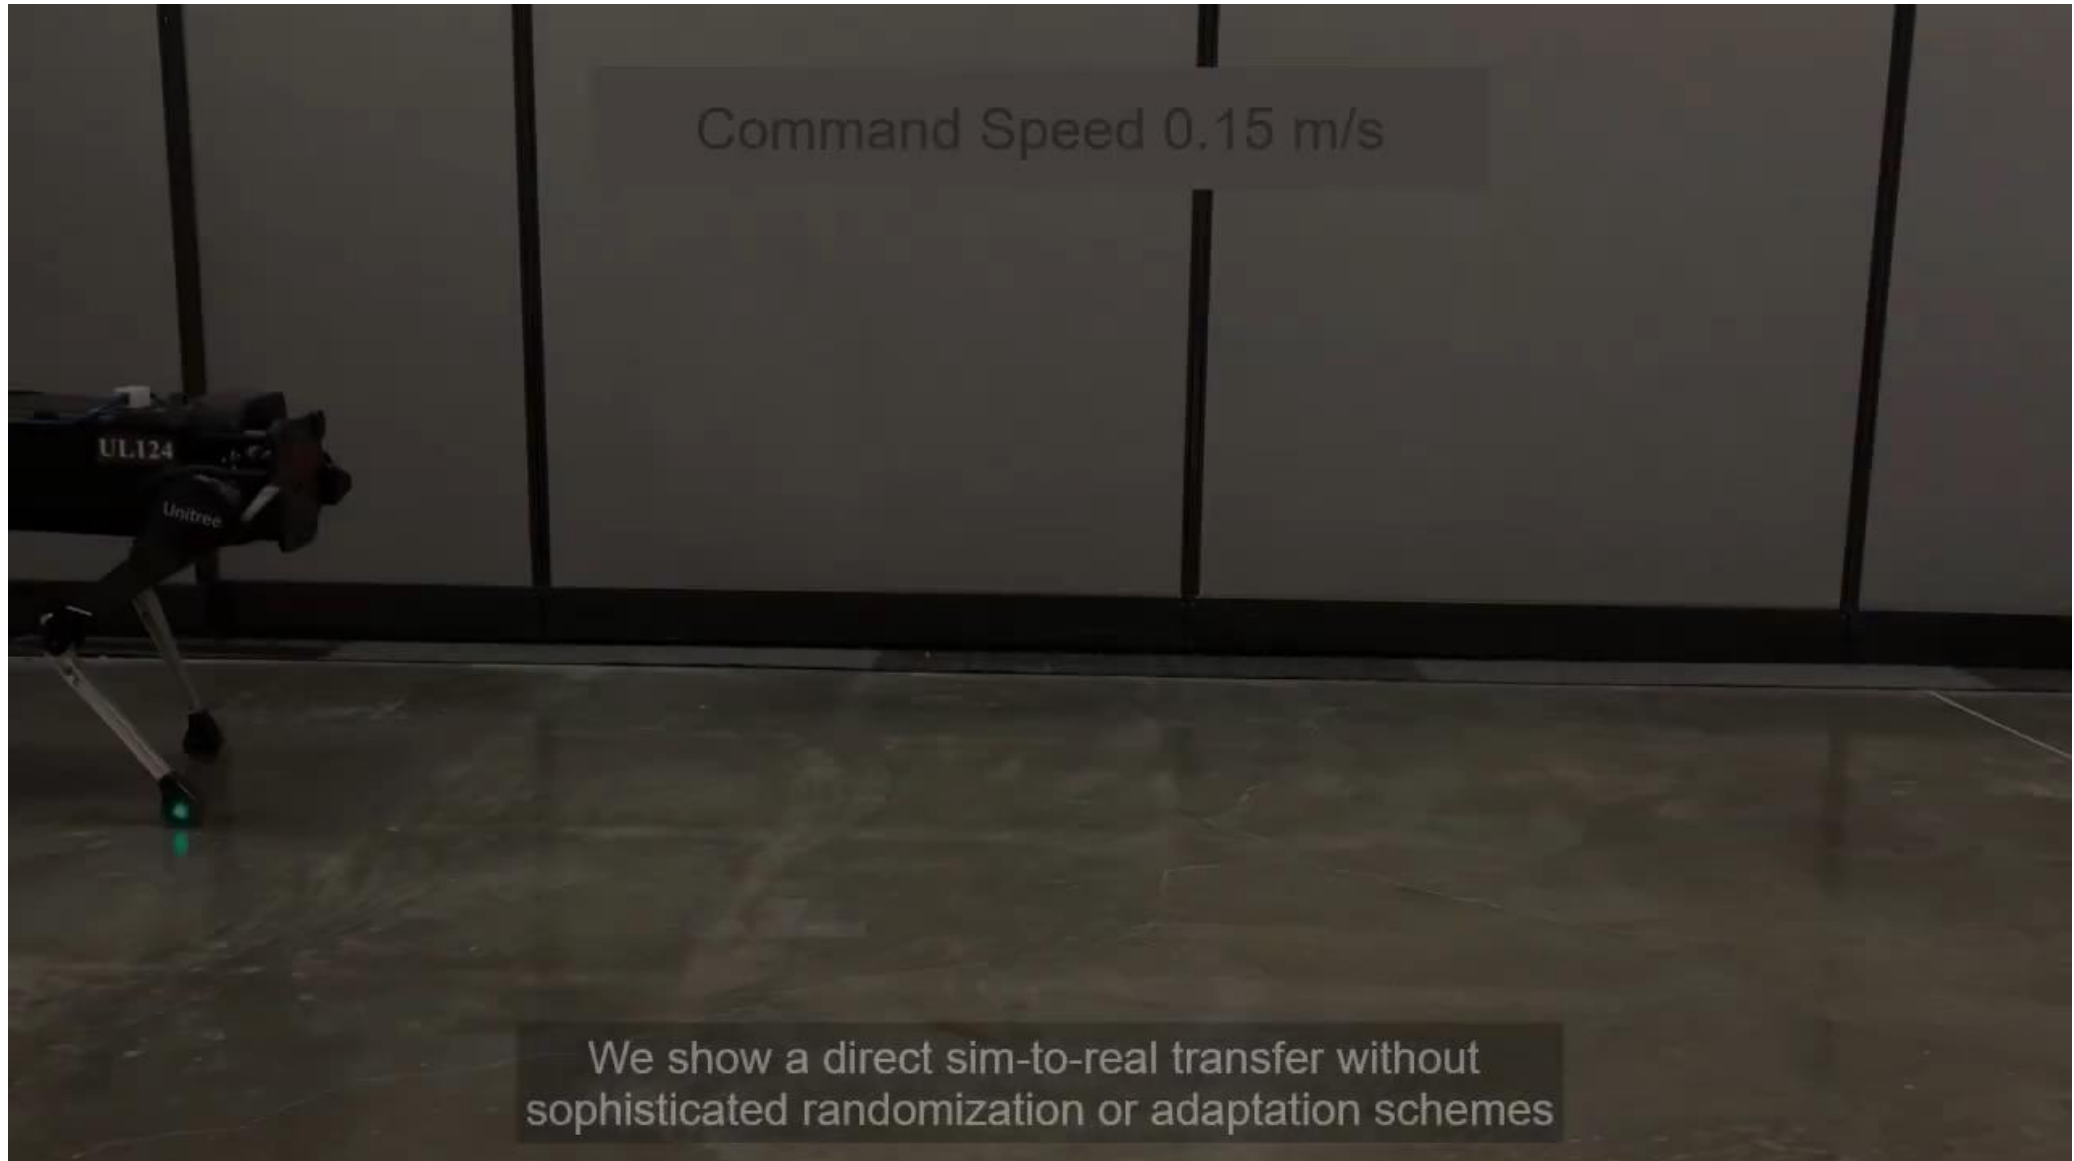 Command Speed 0.15 m/s
UL124
Unitree
We show a direct sim-to-real transfer without
sophisticated randomization or adaptation schemes